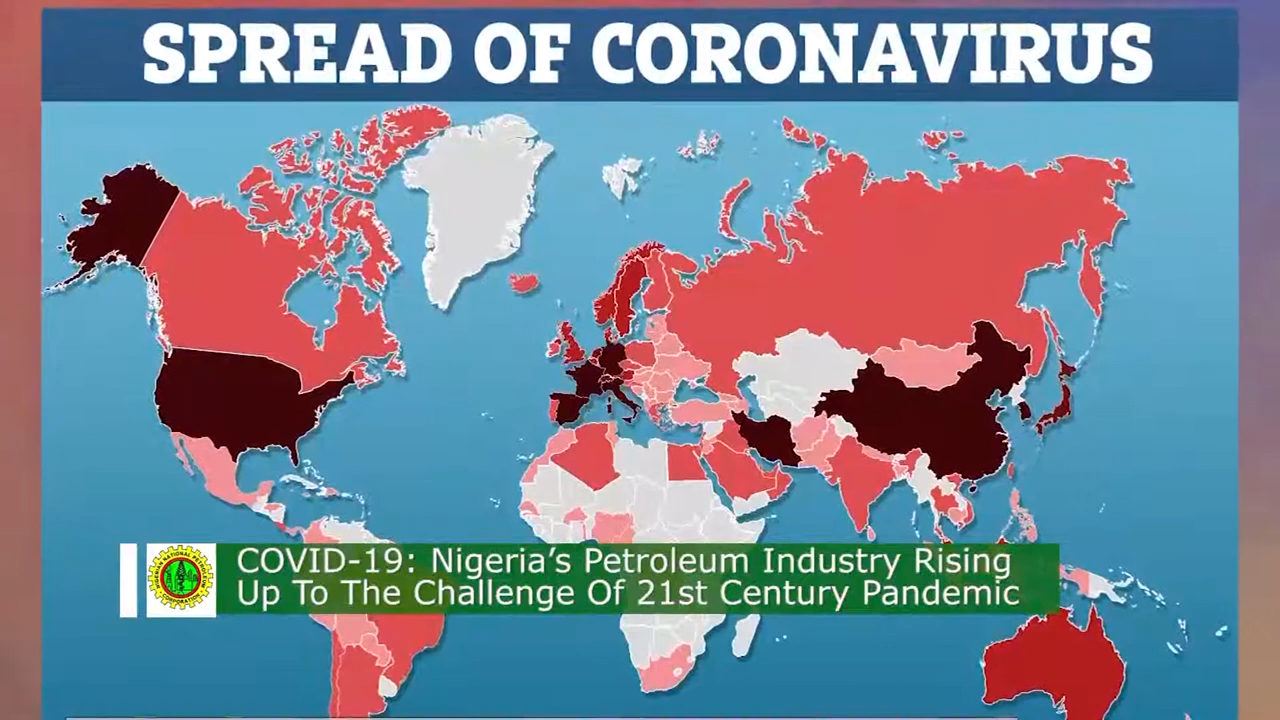 SPREAD OF CORONAVIRUS
COVID-19: Nigeria's Petroleum Industry Rising
Up To The Challenge Of 21st Century Pandemic